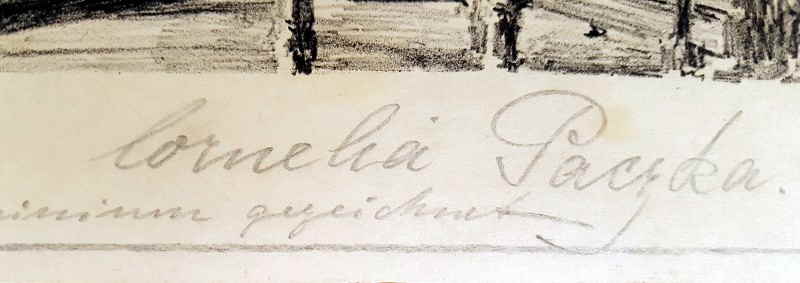 Cornelia Paczka.
gezeichnet